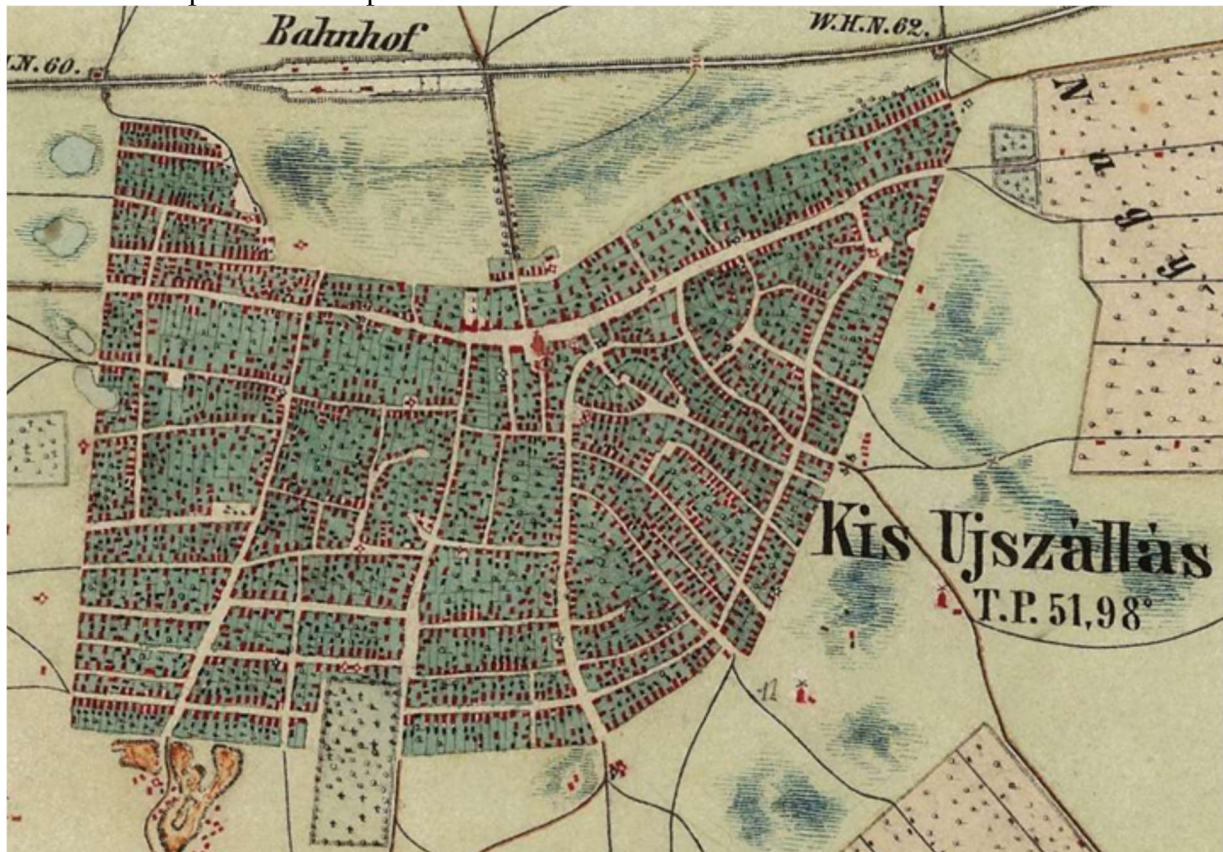 Bahnhof
W.H.N.62.
.N.60.
N
a
g
y
Kis Ujszállás
T.P. 51,98°